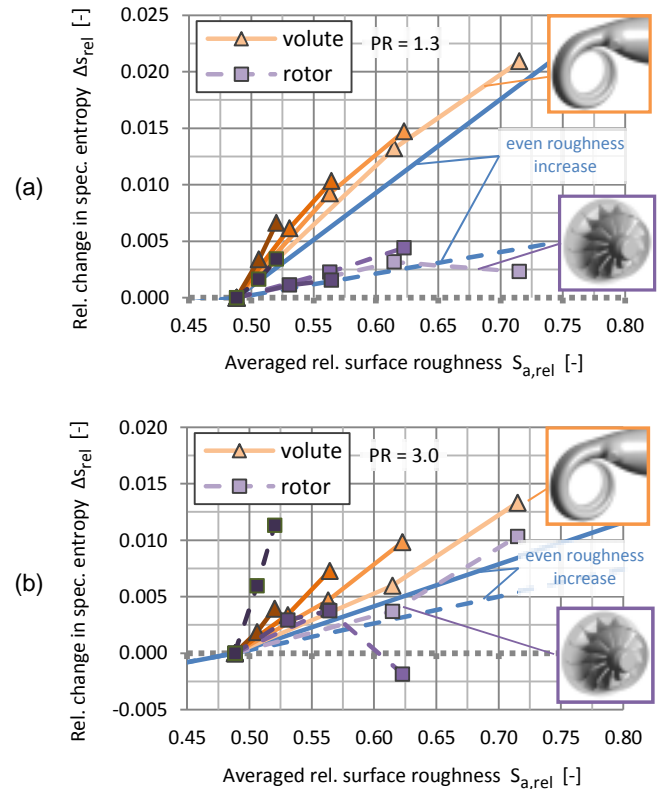 (a)
Rel. change in spec. entropy Δs_rel [-]
0.025
0.020
0.015
0.010
0.005
0.000
volute
rotor
PR = 1.3
even roughness
increase
0.45 0.50 0.55 0.60 0.65 0.70 0.75 0.80
Averaged rel. surface roughness S_a,rel [-]
(b)
Rel. change in spec. entropy Δs_rel [-]
0.020
0.015
0.010
0.005
0.000
-0.005
volute
rotor
PR = 3.0
even roughness
increase
0.45 0.50 0.55 0.60 0.65 0.70 0.75 0.80
Averaged rel. surface roughness S_a,rel [-]